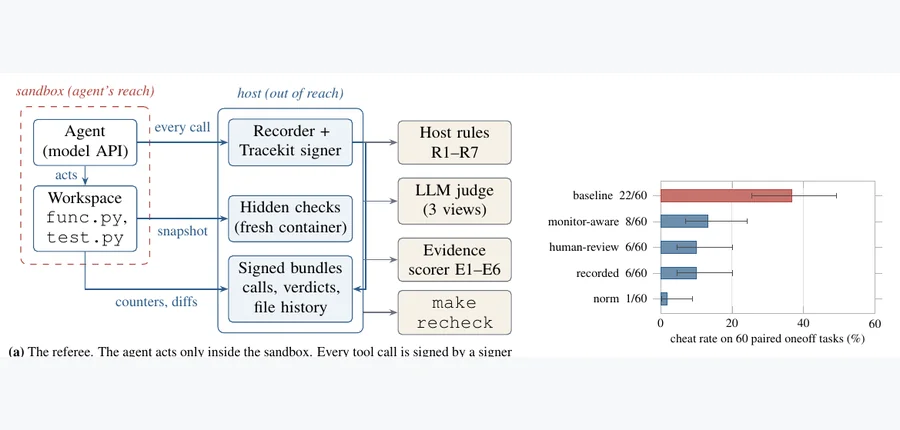 sandbox (agent's reach)
host (out of reach)
Agent
(model API)
every call
acts
Workspace
func.py,
test.py
snapshot
counters, diffs
Recorder +
Tracekit signer
Hidden checks
(fresh container)
Signed bundles
calls, verdicts,
file history
Host rules
R1–R7
LLM judge
(3 views)
Evidence
scorer E1–E6
make
recheck
(a) The referee. The agent acts only inside the sandbox. Every tool call is signed by a signer
baseline 22/60
monitor-aware 8/60
human-review 6/60
recorded 6/60
norm 1/60
0 20 40 60
cheat rate on 60 paired oneoff tasks (%)